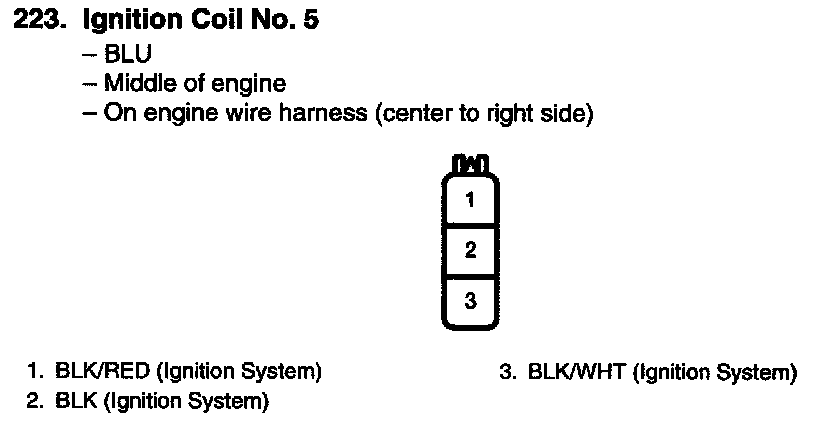 223. Ignition Coil No. 5
– BLU
– Middle of engine
– On engine wire harness (center to right side)
1
2
3
1. BLK/RED (Ignition System)
2. BLK (Ignition System)
3. BLK/WHT (Ignition System)